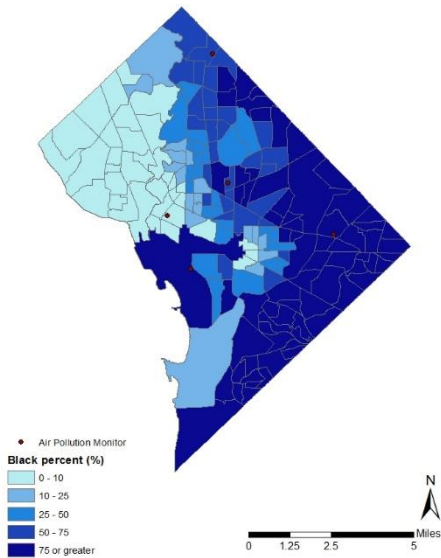 Air Pollution Monitor
Black percent (%)
0 - 10
10 - 25
25 - 50
50 - 75
75 or greater
N
Miles
0 1.25 2.5 5